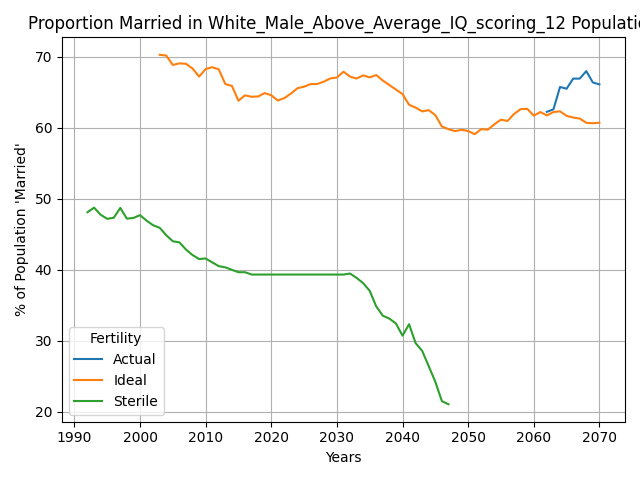 Proportion Married in White_Male_Above_Average_IQ_scoring_12 Populatio
% of Population 'Married'
70
60
50
40
30
20
Fertility
Actual
Ideal
Sterile
1990 2000 2010 2020 2030 2040 2050 2060 2070
Years